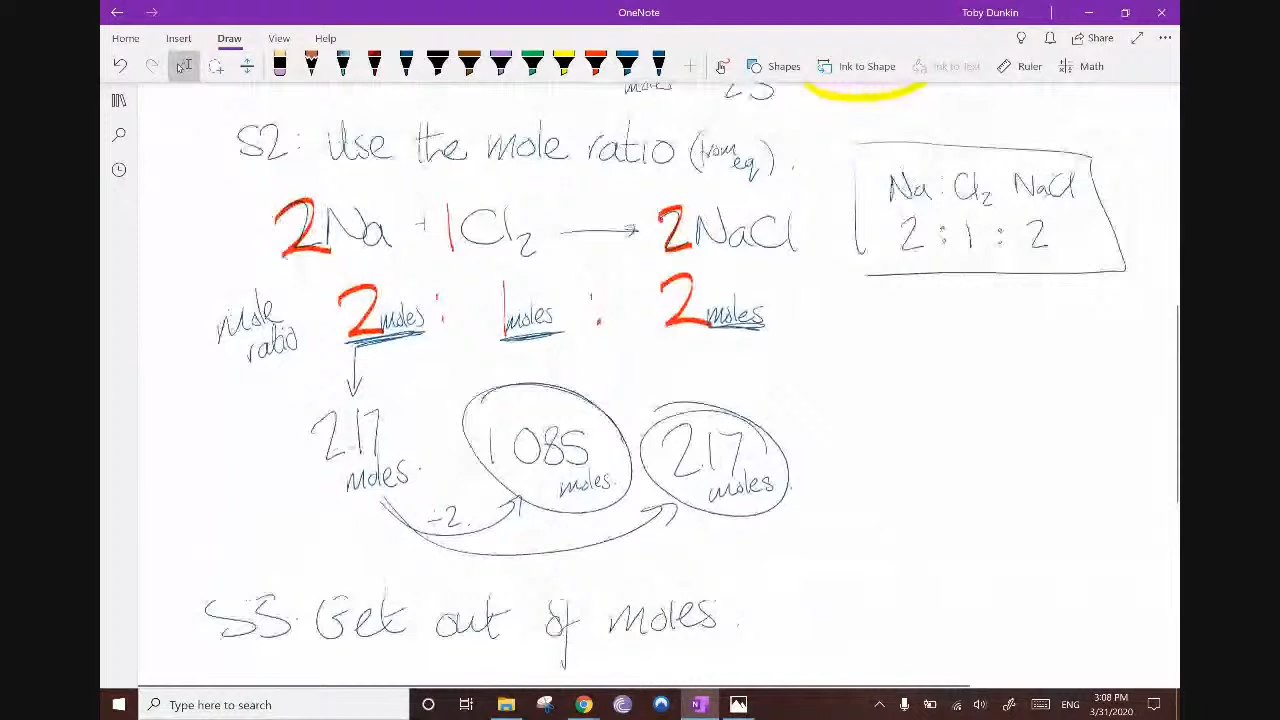 OneNote
Toby Dunkin
Home Insert Draw View Help
Share
Shapes Ink to Shape Ink to Text Ruler Math
moles 23
S2: Use the mole ratio (from eq).
2Na + 1Cl2 → 2NaCl
Na : Cl2 NaCl
2 : 1 : 2
mole ratio 2 moles : 1 moles : 2 moles
2.17 moles. 1.085 moles. 2.17 moles
÷2.
S3: Get out of moles.
Type here to search
ENG
3:08 PM
3/31/2020